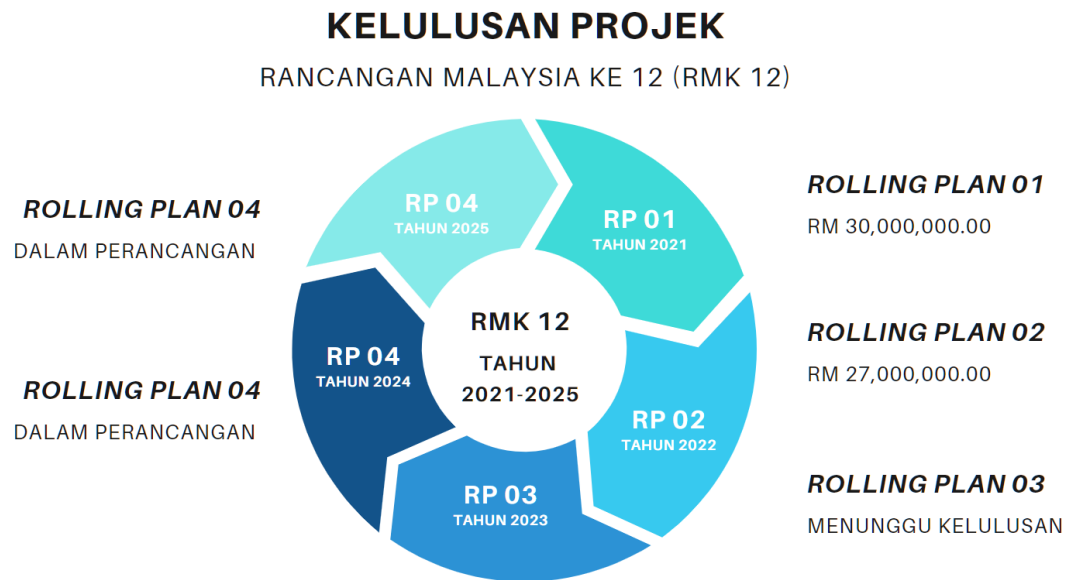 KELULUSAN PROJEK
RANCANGAN MALAYSIA KE 12 (RMK 12)
ROLLING PLAN 04
DALAM PERANCANGAN
ROLLING PLAN 04
DALAM PERANCANGAN
RP 04
TAHUN 2025
RP 01
TAHUN 2021
RP 04
TAHUN 2024
RMK 12
TAHUN
2021-2025
RP 02
TAHUN 2022
RP 03
TAHUN 2023
ROLLING PLAN 01
RM 30,000,000.00
ROLLING PLAN 02
RM 27,000,000.00
ROLLING PLAN 03
MENUNGGU KELULUSAN